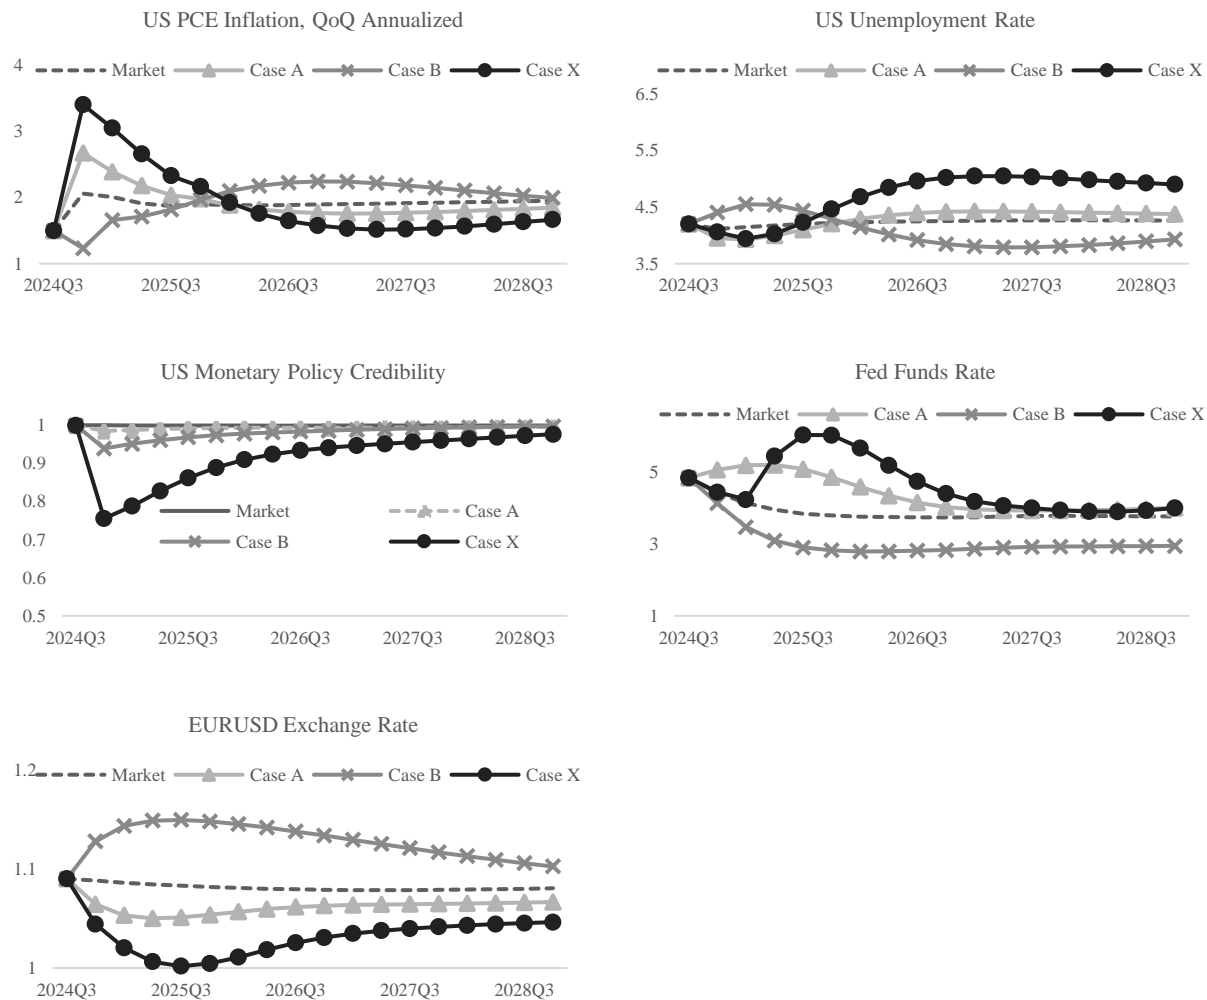 US PCE Inflation, QoQ Annualized
Market Case A Case B Case X
4
3
2
1
2024Q3 2025Q3 2026Q3 2027Q3 2028Q3
US Unemployment Rate
Market Case A Case B Case X
6.5
5.5
4.5
3.5
2024Q3 2025Q3 2026Q3 2027Q3 2028Q3
US Monetary Policy Credibility
1
0.9
0.8
0.7
0.6
0.5
Market Case A
Case B Case X
2024Q3 2025Q3 2026Q3 2027Q3 2028Q3
Fed Funds Rate
Market Case A Case B Case X
5
3
1
2024Q3 2025Q3 2026Q3 2027Q3 2028Q3
EURUSD Exchange Rate
Market Case A Case B Case X
1.2
1.1
1
2024Q3 2025Q3 2026Q3 2027Q3 2028Q3